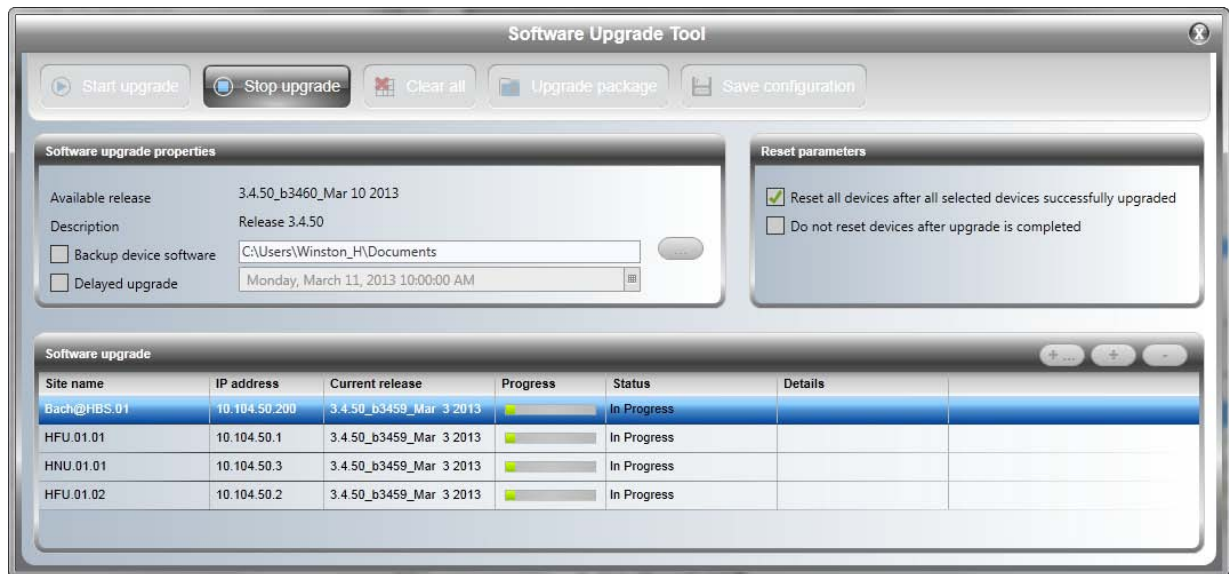 Software Upgrade Tool
Start upgrade Stop upgrade Clear all Upgrade package Save configuration
Software upgrade properties
Available release 3.4.50_b3460_Mar 10 2013
Description Release 3.4.50
Backup device software C:\Users\Winston_H\Documents ...
Delayed upgrade Monday, March 11, 2013 10:00:00 AM
Reset parameters
Reset all devices after all selected devices successfully upgraded
Do not reset devices after upgrade is completed
Software upgrade + ... + -
Site name IP address Current release Progress Status Details
Bach@HBS.01 10.104.50.200 3.4.50_b3459_Mar 3 2013 In Progress
HFU.01.01 10.104.50.1 3.4.50_b3459_Mar 3 2013 In Progress
HNU.01.01 10.104.50.3 3.4.50_b3459_Mar 3 2013 In Progress
HFU.01.02 10.104.50.2 3.4.50_b3459_Mar 3 2013 In Progress